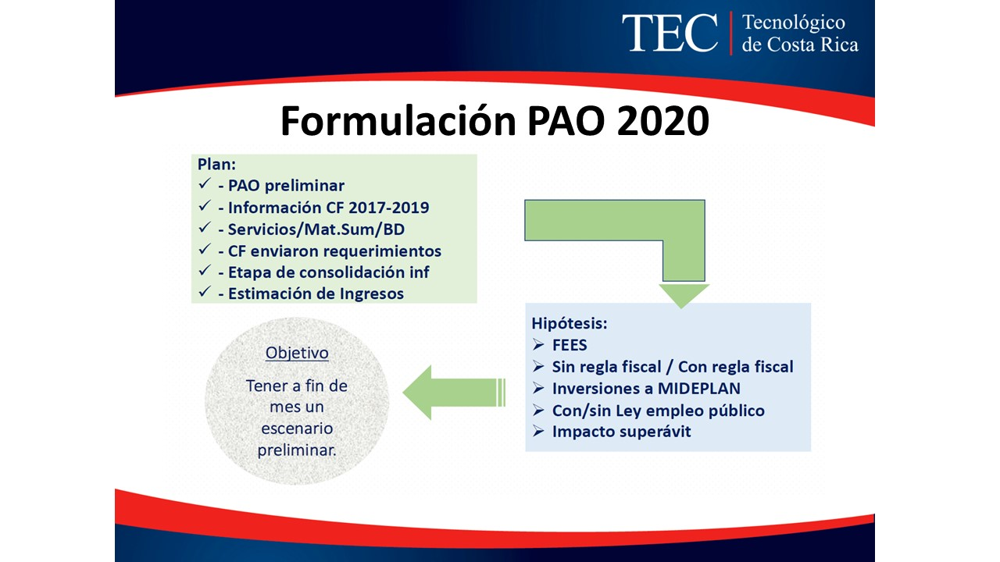 TEC
Tecnológico
de Costa Rica
Formulación PAO 2020
Plan:
✓ - PAO preliminar
✓ - Información CF 2017-2019
✓ - Servicios/Mat.Sum/BD
✓ - CF enviaron requerimientos
✓ - Etapa de consolidación inf
✓ - Estimación de Ingresos
Hipótesis:
➢ FEES
➢ Sin regla fiscal / Con regla fiscal
➢ Inversiones a MIDEPLAN
➢ Con/sin Ley empleo público
➢ Impacto superávit
Objetivo
Tener a fin de
mes un
escenario
preliminar.